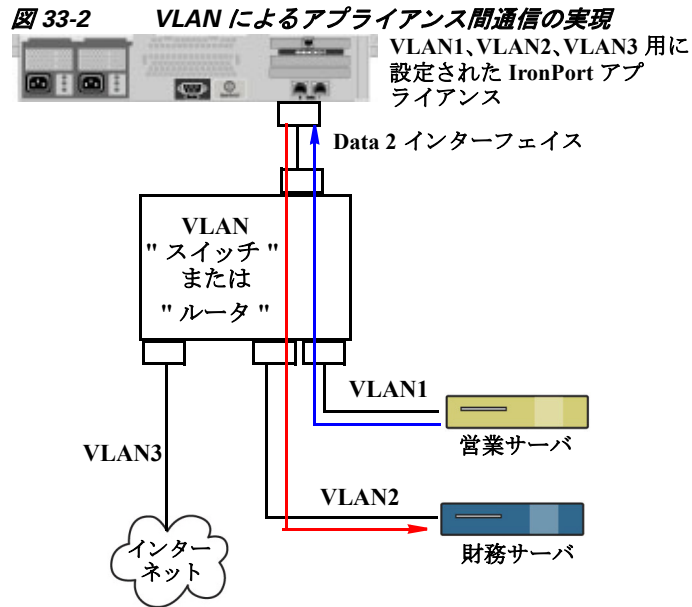 図 33-2 VLAN によるアプライアンス間通信の実現
VLAN1、VLAN2、VLAN3 用に
設定された IronPort アプ
ライアンス
Data 2 インターフェイス
VLAN
" スイッチ "
または
" ルータ "
VLAN1
営業サーバ
VLAN3
VLAN2
インター
ネット
財務サーバ